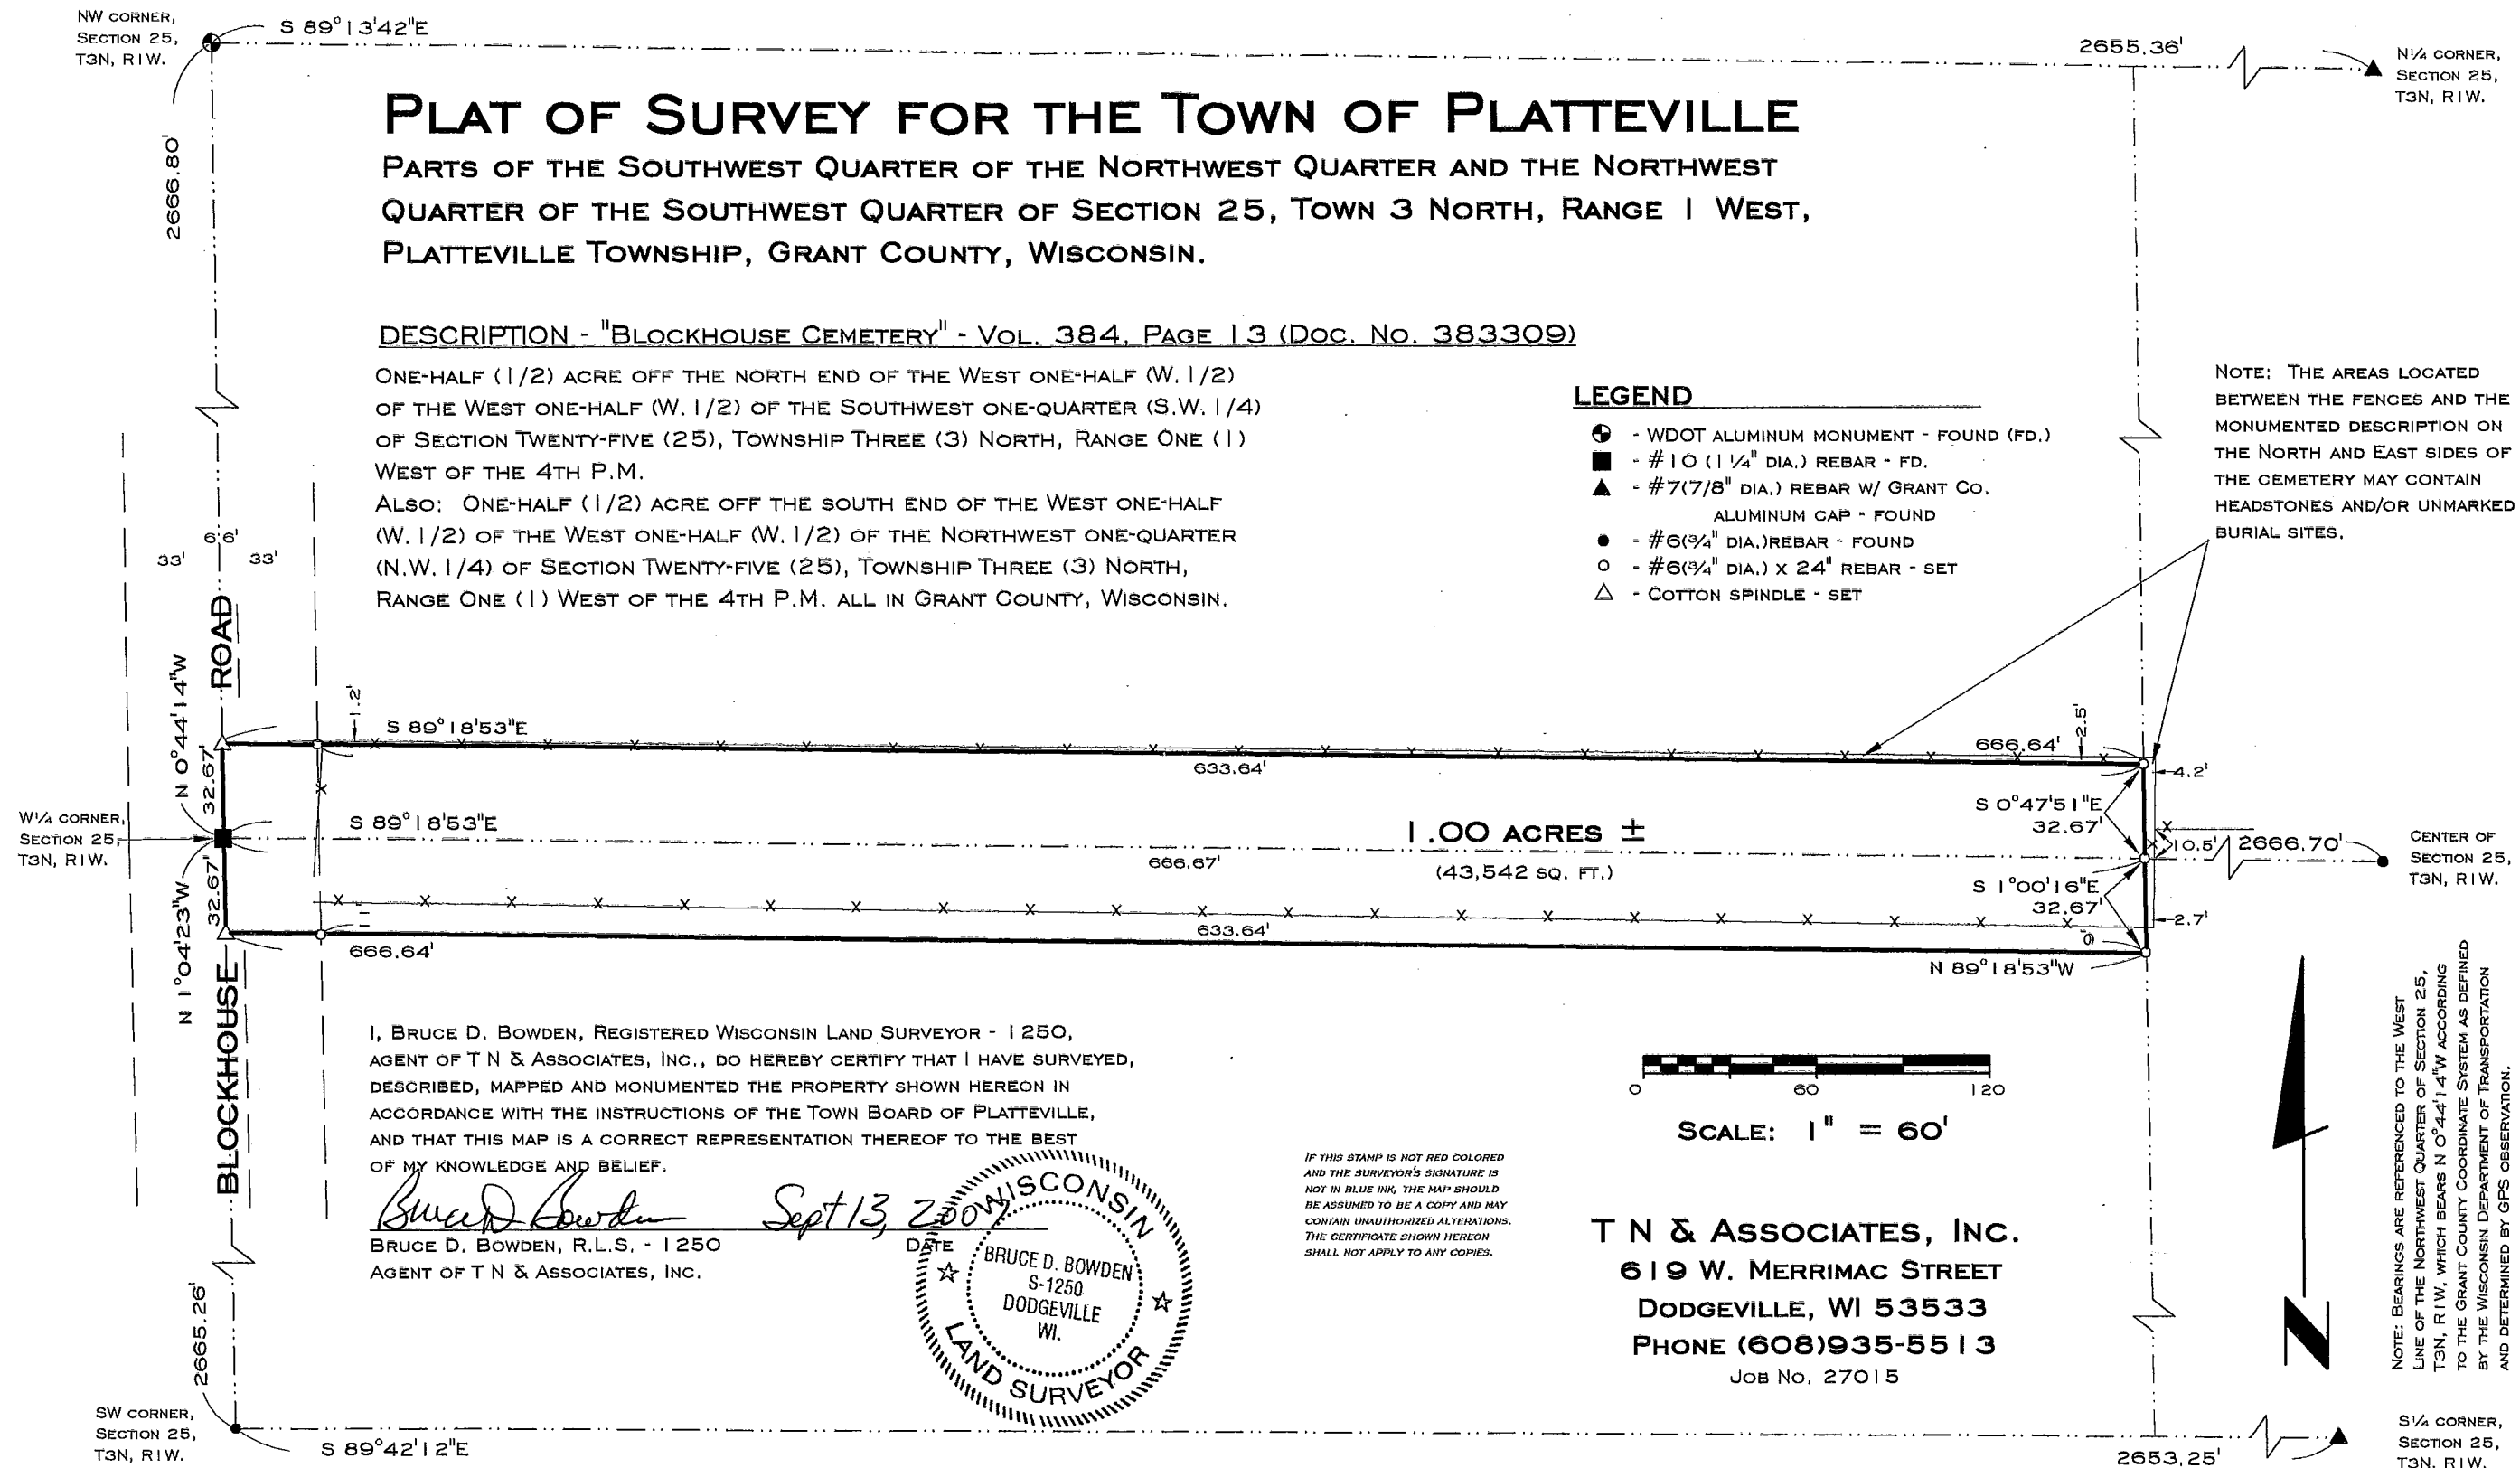 NW CORNER,
SECTION 25,
T3N, R1W.
S 89°13'42"E
2655.36'
N1/4 CORNER,
SECTION 25,
T3N, R1W.
2666.80'
PLAT OF SURVEY FOR THE TOWN OF PLATTEVILLE
PARTS OF THE SOUTHWEST QUARTER OF THE NORTHWEST QUARTER AND THE NORTHWEST
QUARTER OF THE SOUTHWEST QUARTER OF SECTION 25, TOWN 3 NORTH, RANGE 1 WEST,
PLATTEVILLE TOWNSHIP, GRANT COUNTY, WISCONSIN.
DESCRIPTION - "BLOCKHOUSE CEMETERY" - VOL. 384, PAGE 13 (DOC. NO. 383309)
ONE-HALF (1/2) ACRE OFF THE NORTH END OF THE WEST ONE-HALF (W. 1/2)
OF THE WEST ONE-HALF (W. 1/2) OF THE SOUTHWEST ONE-QUARTER (S.W. 1/4)
OF SECTION TWENTY-FIVE (25), TOWNSHIP THREE (3) NORTH, RANGE ONE (1)
WEST OF THE 4TH P.M.
ALSO: ONE-HALF (1/2) ACRE OFF THE SOUTH END OF THE WEST ONE-HALF
(W. 1/2) OF THE WEST ONE-HALF (W. 1/2) OF THE NORTHWEST ONE-QUARTER
(N.W. 1/4) OF SECTION TWENTY-FIVE (25), TOWNSHIP THREE (3) NORTH,
RANGE ONE (1) WEST OF THE 4TH P.M. ALL IN GRANT COUNTY, WISCONSIN.
LEGEND
- WDOT ALUMINUM MONUMENT - FOUND (FD.)
- #10 (1 1/4" DIA.) REBAR - FD.
- #7(7/8" DIA.) REBAR W/ GRANT CO.
ALUMINUM CAP - FOUND
- #6(3/4" DIA.)REBAR - FOUND
- #6(3/4" DIA.) X 24" REBAR - SET
- COTTON SPINDLE - SET
NOTE: THE AREAS LOCATED
BETWEEN THE FENCES AND THE
MONUMENTED DESCRIPTION ON
THE NORTH AND EAST SIDES OF
THE CEMETERY MAY CONTAIN
HEADSTONES AND/OR UNMARKED
BURIAL SITES.
66'
33'
33'
BLOCKHOUSE ROAD
N 0°44'14"W
32.67'
1.2'
S 89°18'53"E
633.64'
666.64'
2.5'
4.2'
S 0°47'51"E
32.67'
W1/4 CORNER,
SECTION 25,
T3N, R1W.
S 89°18'53"E
666.67'
1.00 ACRES ±
(43,542 SQ. FT.)
10.5'
2666.70'
CENTER OF
SECTION 25,
T3N, R1W.
N 1°04'23"W
32.67'
S 1°00'16"E
32.67'
2.7'
666.64'
633.64'
N 89°18'53"W
I, BRUCE D. BOWDEN, REGISTERED WISCONSIN LAND SURVEYOR - 1250,
AGENT OF T N & ASSOCIATES, INC., DO HEREBY CERTIFY THAT I HAVE SURVEYED,
DESCRIBED, MAPPED AND MONUMENTED THE PROPERTY SHOWN HEREON IN
ACCORDANCE WITH THE INSTRUCTIONS OF THE TOWN BOARD OF PLATTEVILLE,
AND THAT THIS MAP IS A CORRECT REPRESENTATION THEREOF TO THE BEST
OF MY KNOWLEDGE AND BELIEF.
Bruce D Bowden Sept 13, 2007
BRUCE D. BOWDEN, R.L.S. - 1250
DATE
AGENT OF T N & ASSOCIATES, INC.
WISCONSIN
BRUCE D. BOWDEN
S-1250
DODGEVILLE
WI.
LAND SURVEYOR
IF THIS STAMP IS NOT RED COLORED
AND THE SURVEYOR'S SIGNATURE IS
NOT IN BLUE INK, THE MAP SHOULD
BE ASSUMED TO BE A COPY AND MAY
CONTAIN UNAUTHORIZED ALTERATIONS.
THE CERTIFICATE SHOWN HEREON
SHALL NOT APPLY TO ANY COPIES.
0 60 120
SCALE: 1" = 60'
T N & ASSOCIATES, INC.
619 W. MERRIMAC STREET
DODGEVILLE, WI 53533
PHONE (608)935-5513
JOB NO. 27015
N
NOTE: BEARINGS ARE REFERENCED TO THE WEST
LINE OF THE NORTHWEST QUARTER OF SECTION 25,
T3N, R1W, WHICH BEARS N 0°44'14"W ACCORDING
TO THE GRANT COUNTY COORDINATE SYSTEM AS DEFINED
BY THE WISCONSIN DEPARTMENT OF TRANSPORTATION
AND DETERMINED BY GPS OBSERVATION.
2665.26'
SW CORNER,
SECTION 25,
T3N, R1W.
S 89°42'12"E
2653.25'
S1/4 CORNER,
SECTION 25,
T3N, R1W.